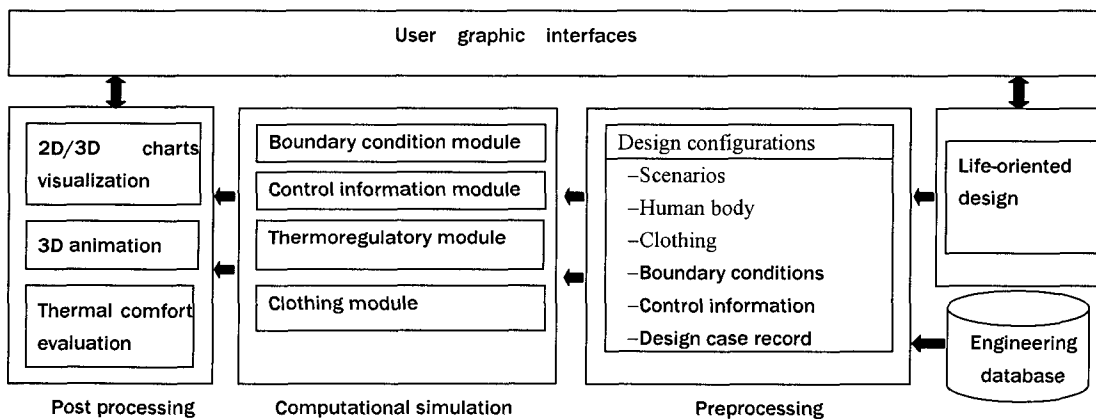 User graphic interfaces
2D/3D charts
visualization
3D animation
Thermal comfort
evaluation
Post processing
Boundary condition module
Control information module
Thermoregulatory module
Clothing module
Computational simulation
Design configurations
–Scenarios
–Human body
–Clothing
–Boundary conditions
–Control information
–Design case record
Preprocessing
Life-oriented
design
Engineering
database